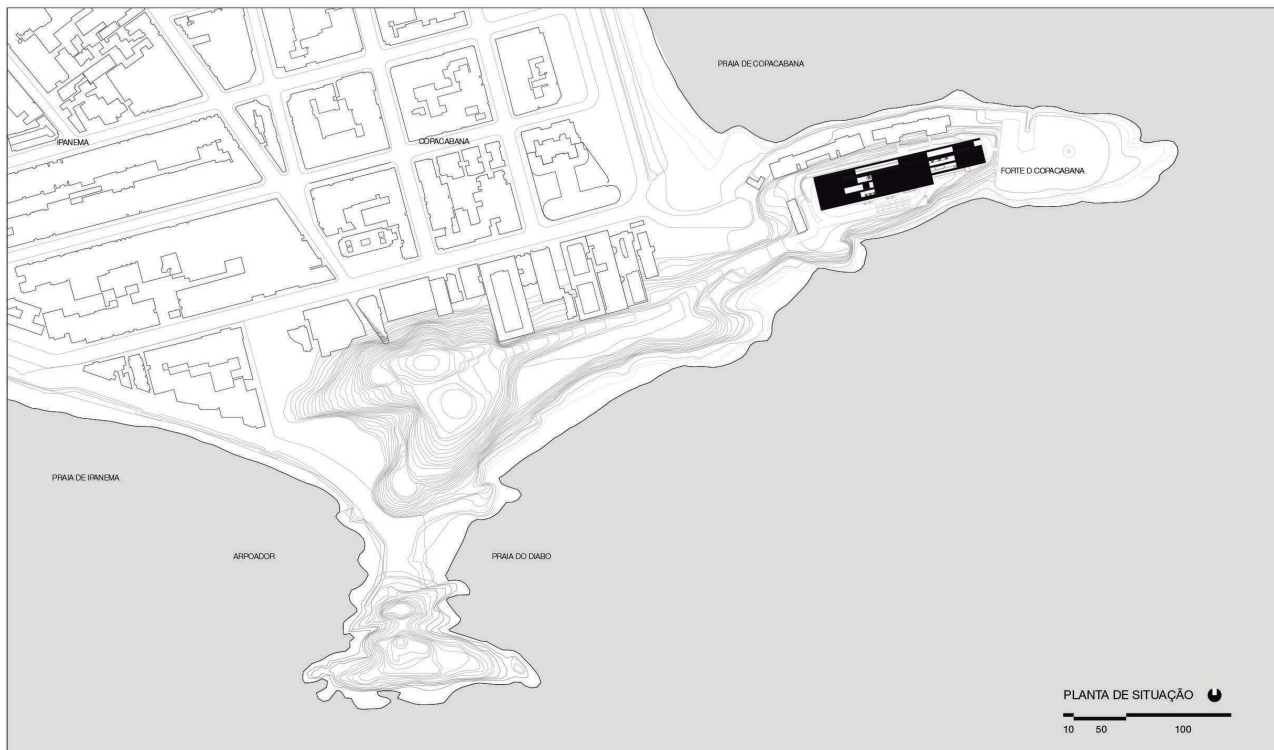 PRAIA DE COPACABANA
IPANEMA
COPACABANA
FORTE D COPACABANA
PRAIA DE IPANEMA
ARPOADOR
PRAIA DO DIABO
PLANTA DE SITUAÇÃO
10 50 100